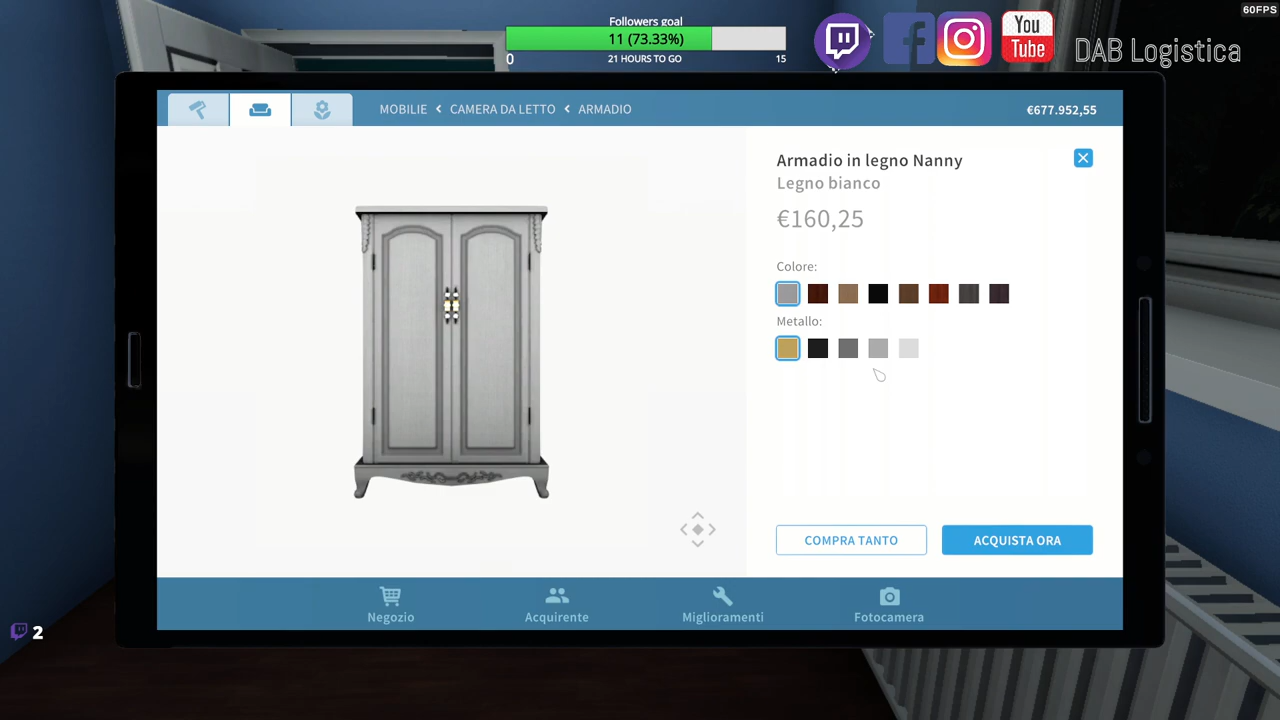 60FPS
Followers goal
11 (73.33%)
0 21 HOURS TO GO 15
You
Tube
DAB Logistica
MOBILIE < CAMERA DA LETTO < ARMADIO
€677.952,55
Armadio in legno Nanny
Legno bianco
€160,25
Colore:
Metallo:
COMPRA TANTO
ACQUISTA ORA
Negozio
Acquirente
Miglioramenti
Fotocamera
2